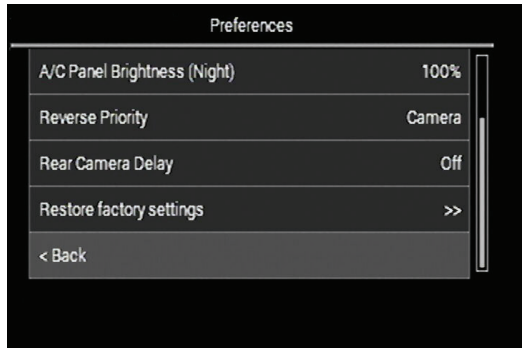 Preferences
A/C Panel Brightness (Night) 100%
Reverse Priority Camera
Rear Camera Delay Off
Restore factory settings >>
< Back